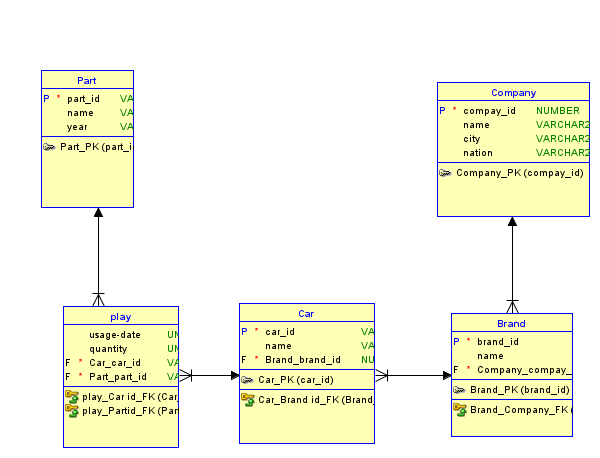 Part
P * part_id VA
name VA
year VA
Part_PK (part_i
Company
P * compay_id NUMBER
name VARCHAR2
city VARCHAR2
nation VARCHAR2
Company_PK (compay_id)
play
usage-date UN
quantity UN
F * Car_car_id VA
F * Part_part_id VA
play_Car id_FK (Car_
play_Partid_FK (Par
Car
P * car_id VA
name VA
F * Brand_brand_id NU
Car_PK (car_id)
Car_Brand id_FK (Brand_
Brand
P * brand_id
name
F * Company_compay_
Brand_PK (brand_id)
Brand_Company_FK (